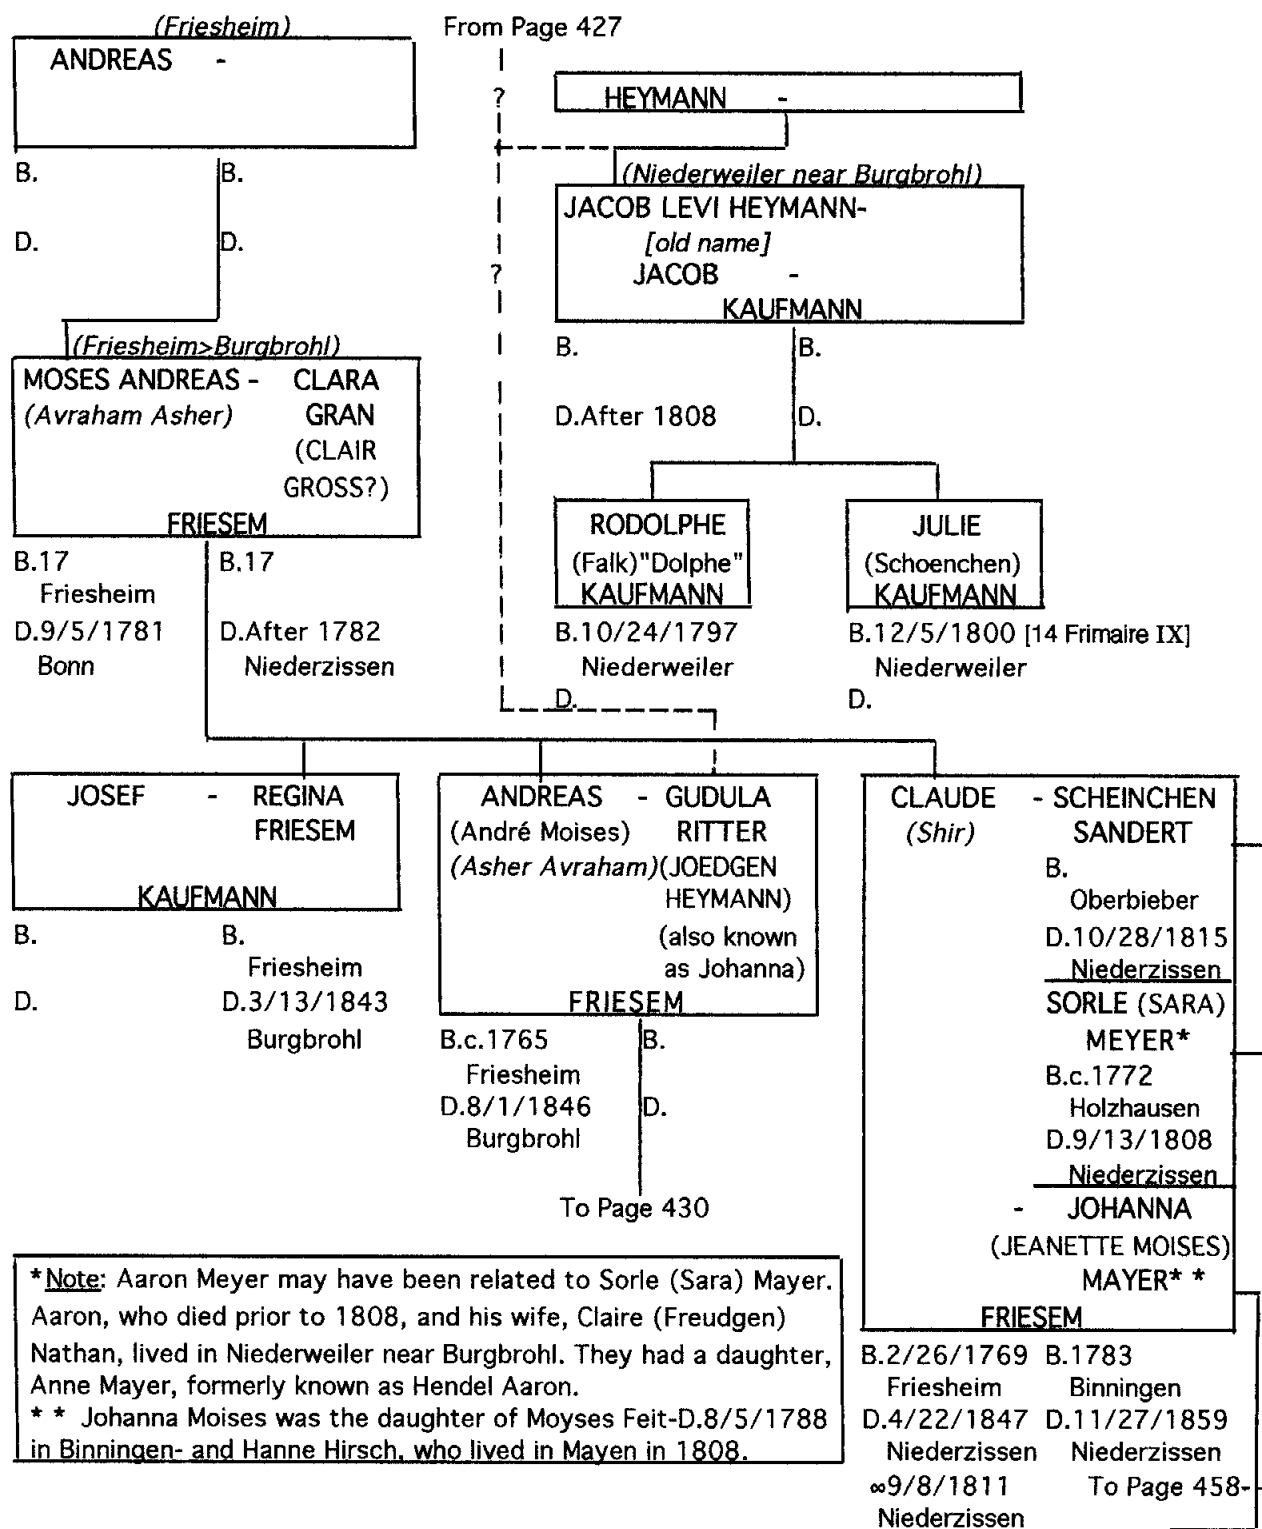 (Friesheim)
ANDREAS -
B. B.
D. D.
From Page 427
?
HEYMANN -
(Niederweiler near Burgbrohl)
JACOB LEVI HEYMANN-
[old name]
?
JACOB -
KAUFMANN
B. B.
D.After 1808 D.
(Friesheim>Burgbrohl)
MOSES ANDREAS - CLARA
(Avraham Asher) GRAN
(CLAIR
GROSS?)
FRIESEM
B.17 B.17
Friesheim
D.9/5/1781 D.After 1782
Bonn Niederzissen
RODOLPHE
(Falk)"Dolphe"
KAUFMANN
B.10/24/1797
Niederweiler
D.
JULIE
(Schoenchen)
KAUFMANN
B.12/5/1800 [14 Frimaire IX]
Niederweiler
D.
JOSEF - REGINA
FRIESEM
KAUFMANN
B. B.
Friesheim
D. D.3/13/1843
Burgbrohl
ANDREAS - GUDULA
(André Moises) RITTER
(Asher Avraham)(JOEDGEN
HEYMANN)
(also known
as Johanna)
FRIESEM
B.c.1765 B.
Friesheim
D.8/1/1846 D.
Burgbrohl
To Page 430
CLAUDE - SCHEINCHEN
(Shir) SANDERT
B.
Oberbieber
D.10/28/1815
Niederzissen
SORLE (SARA)
MEYER*
B.c.1772
Holzhausen
D.9/13/1808
Niederzissen
- JOHANNA
(JEANETTE MOISES)
MAYER* *
FRIESEM
B.2/26/1769 B.1783
Friesheim Binningen
D.4/22/1847 D.11/27/1859
Niederzissen Niederzissen
∞9/8/1811 To Page 458-
Niederzissen
*Note: Aaron Meyer may have been related to Sorle (Sara) Mayer.
Aaron, who died prior to 1808, and his wife, Claire (Freudgen)
Nathan, lived in Niederweiler near Burgbrohl. They had a daughter,
Anne Mayer, formerly known as Hendel Aaron.
* * Johanna Moises was the daughter of Moyses Feit-D.8/5/1788
in Binningen- and Hanne Hirsch, who lived in Mayen in 1808.